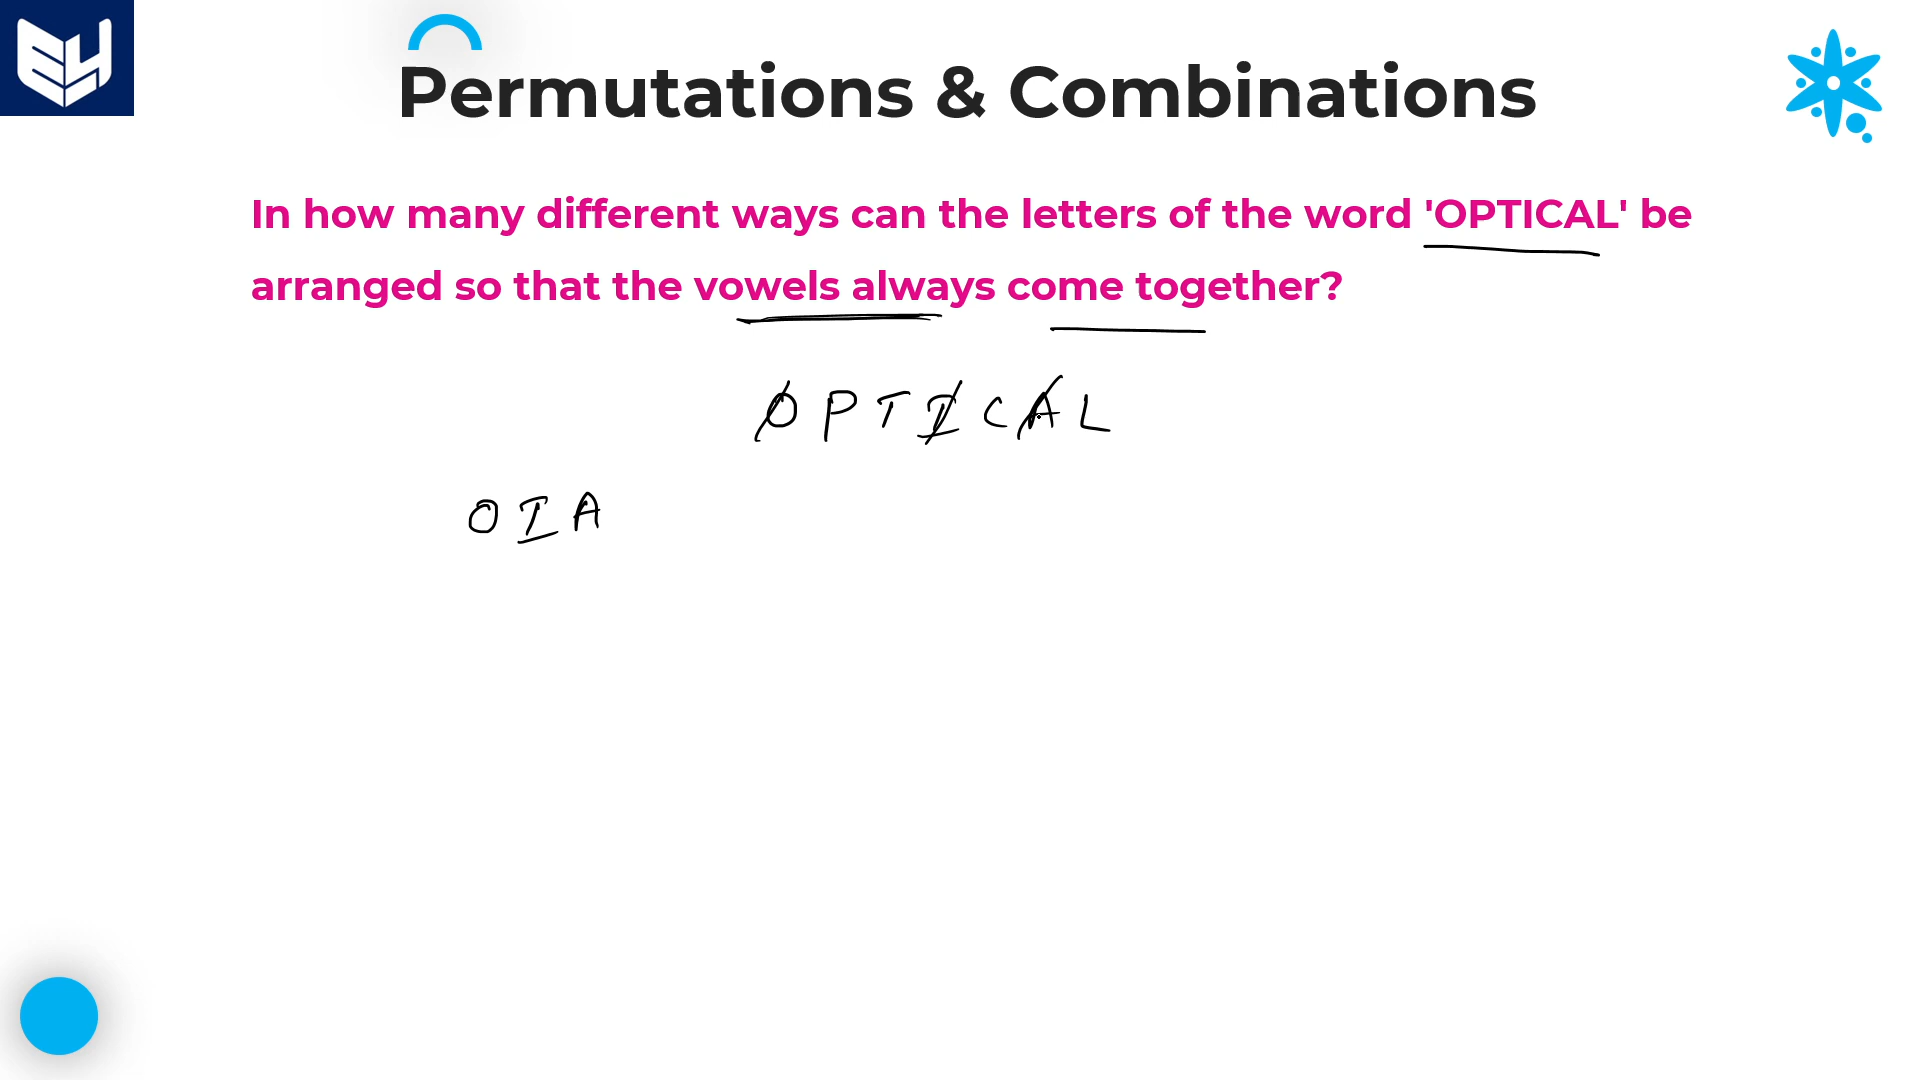 Permutations & Combinations
In how many different ways can the letters of the word 'OPTICAL' be
arranged so that the vowels always come together?
O P T I C A L
O I A